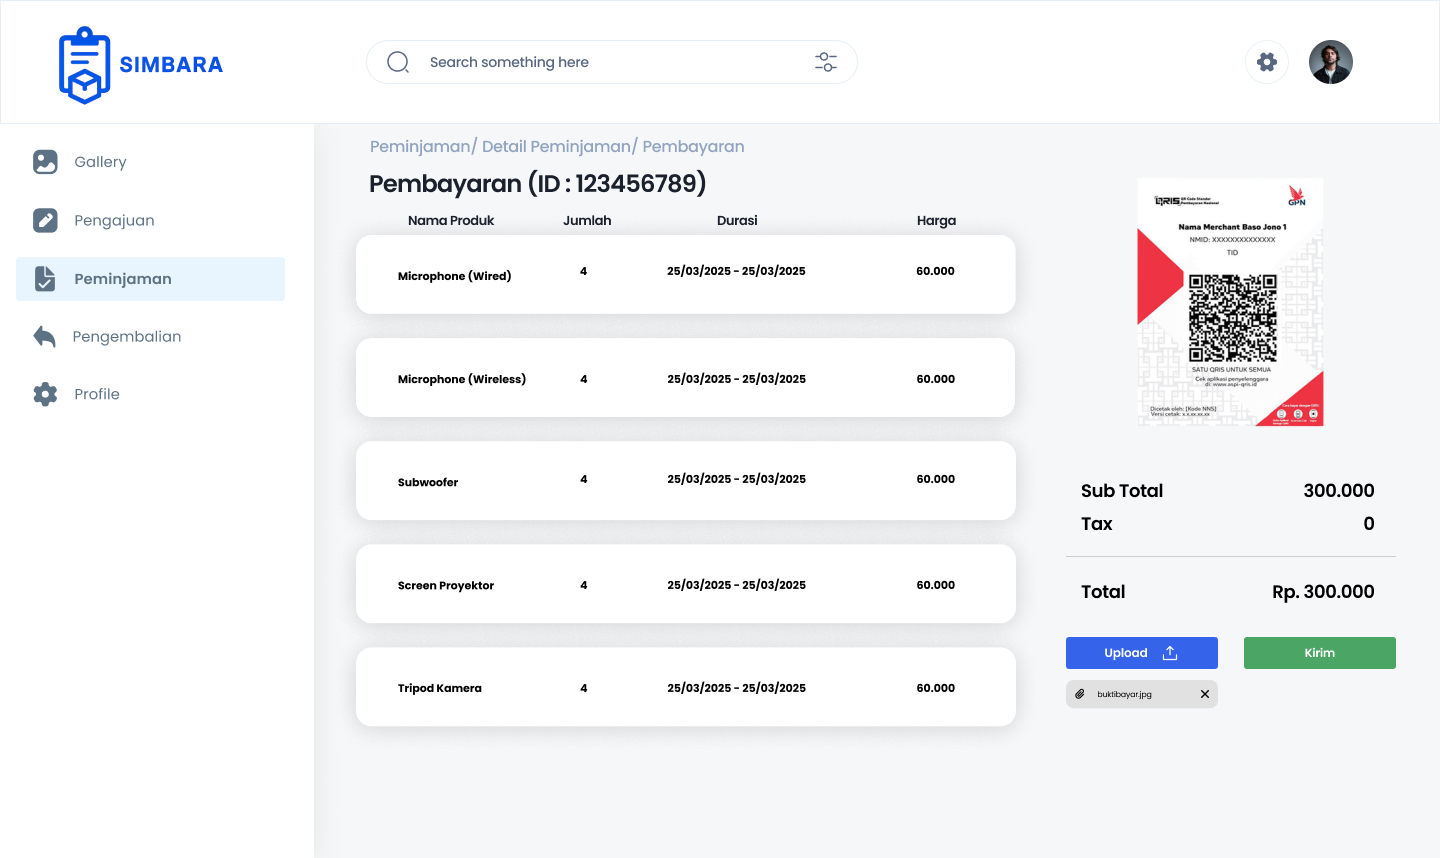 SIMBARA
Search something here
Gallery
Pengajuan
Peminjaman
Pengembalian
Profile
Peminjaman/ Detail Peminjaman/ Pembayaran
Pembayaran (ID : 123456789)
Nama Produk Jumlah Durasi Harga
Microphone (Wired) 4 25/03/2025 - 25/03/2025 60.000
Microphone (Wireless) 4 25/03/2025 - 25/03/2025 60.000
Subwoofer 4 25/03/2025 - 25/03/2025 60.000
Screen Proyektor 4 25/03/2025 - 25/03/2025 60.000
Tripod Kamera 4 25/03/2025 - 25/03/2025 60.000
QRIS QR Code Standar
Pembayaran Nasional
GPN
Nama Merchant Baso Jono 1
NMID: XXXXXXXXXXXXXX
TID
SATU QRIS UNTUK SEMUA
Cek aplikasi penyelenggara
di: www.aspi-qris.id
Dicetak oleh: [Kode NNS]
Versi cetak: x.x.xx.xx.xx
Sub Total 300.000
Tax 0
Total Rp. 300.000
Upload
Kirim
buktibayar.jpg